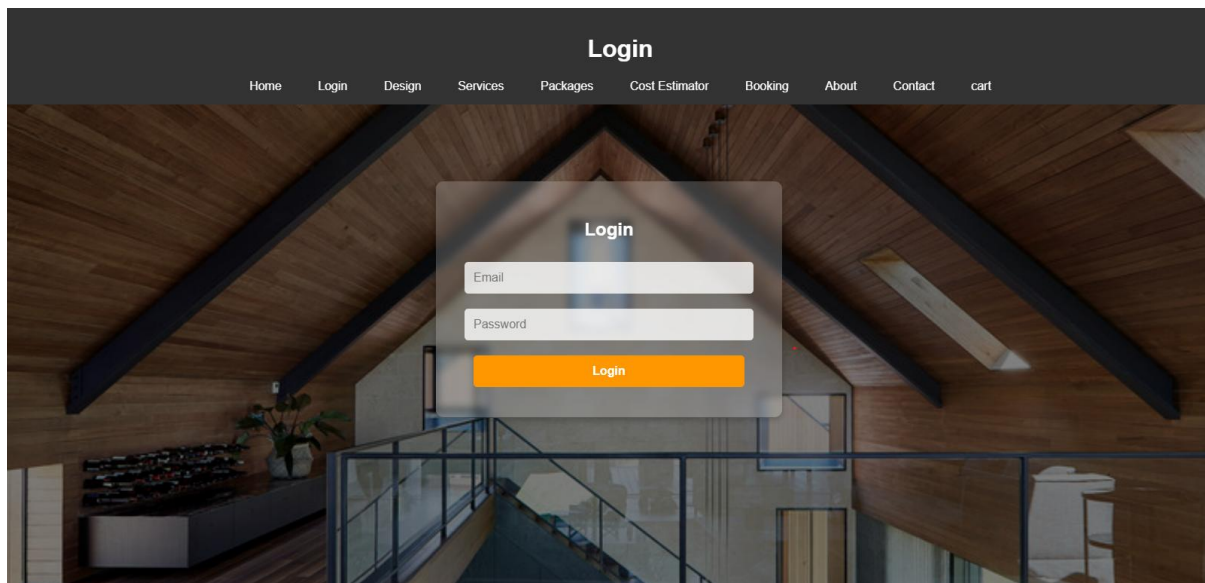 Login
Home Login Design Services Packages Cost Estimator Booking About Contact cart
Login
Email
Password
Login